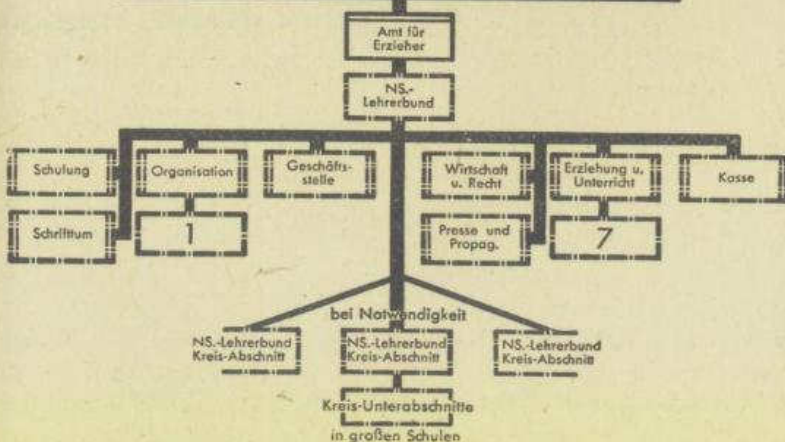 Amt für
Erzieher
NS.-
Lehrerbund
Schulung
Organisation
Geschäfts-
stelle
Wirtschaft
u. Recht
Erziehung u.
Unterricht
Kasse
Schrifttum
1
Presse und
Propag.
7
bei Notwendigkeit
NS.-Lehrerbund
Kreis-Abschnitt
NS.-Lehrerbund
Kreis-Abschnitt
NS.-Lehrerbund
Kreis-Abschnitt
Kreis-Unterabschnitte
in großen Schulen